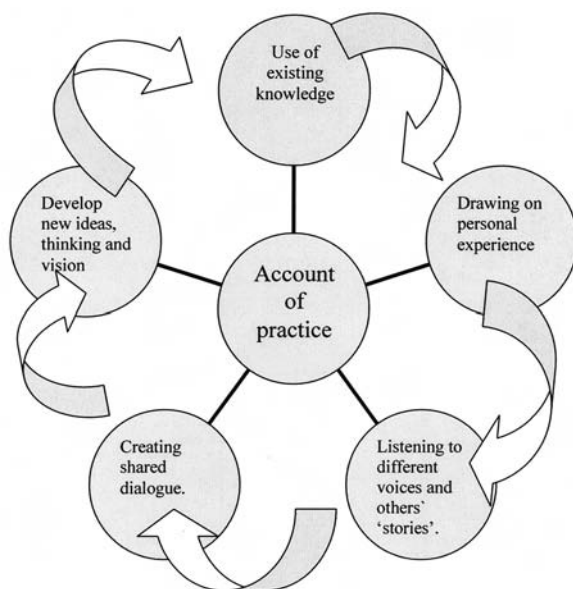 Use of
existing
knowledge
Drawing on
personal
experience
Listening to
different
voices and
others`
‘stories’.
Creating
shared
dialogue.
Develop
new ideas,
thinking and
vision
Account
of
practice